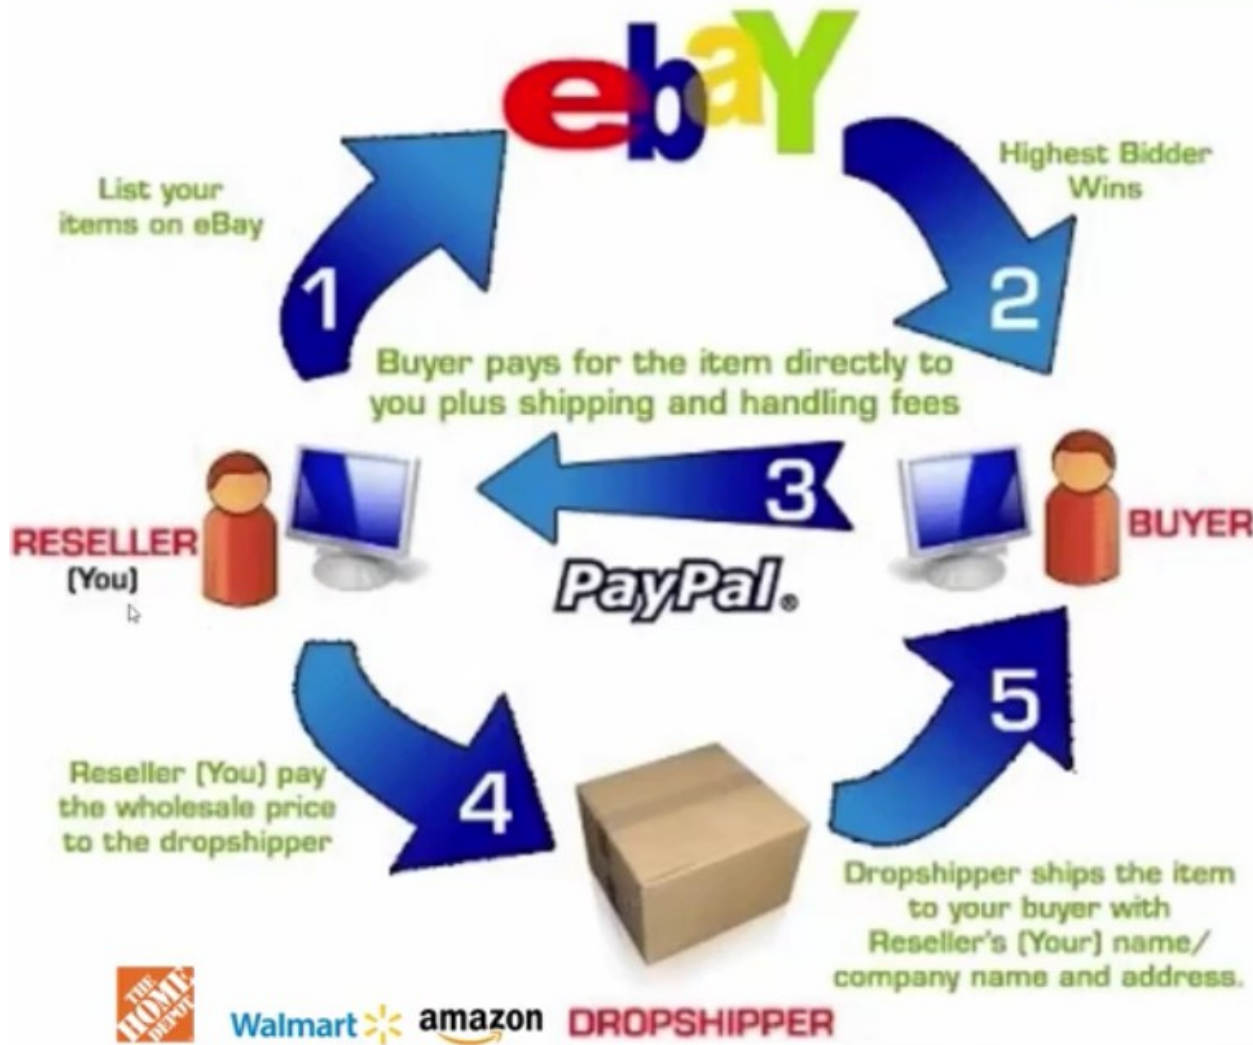 ebaY
List your
items on eBay
1
Highest Bidder
Wins
2
Buyer pays for the item directly to
you plus shipping and handling fees
3
RESELLER
(You)
BUYER
PayPal®
Reseller (You) pay
the wholesale price
to the dropshipper
4
5
Dropshipper ships the item
to your buyer with
Reseller's (Your) name/
company name and address.
THE
HOME
DEPOT
Walmart
amazon
DROPSHIPPER